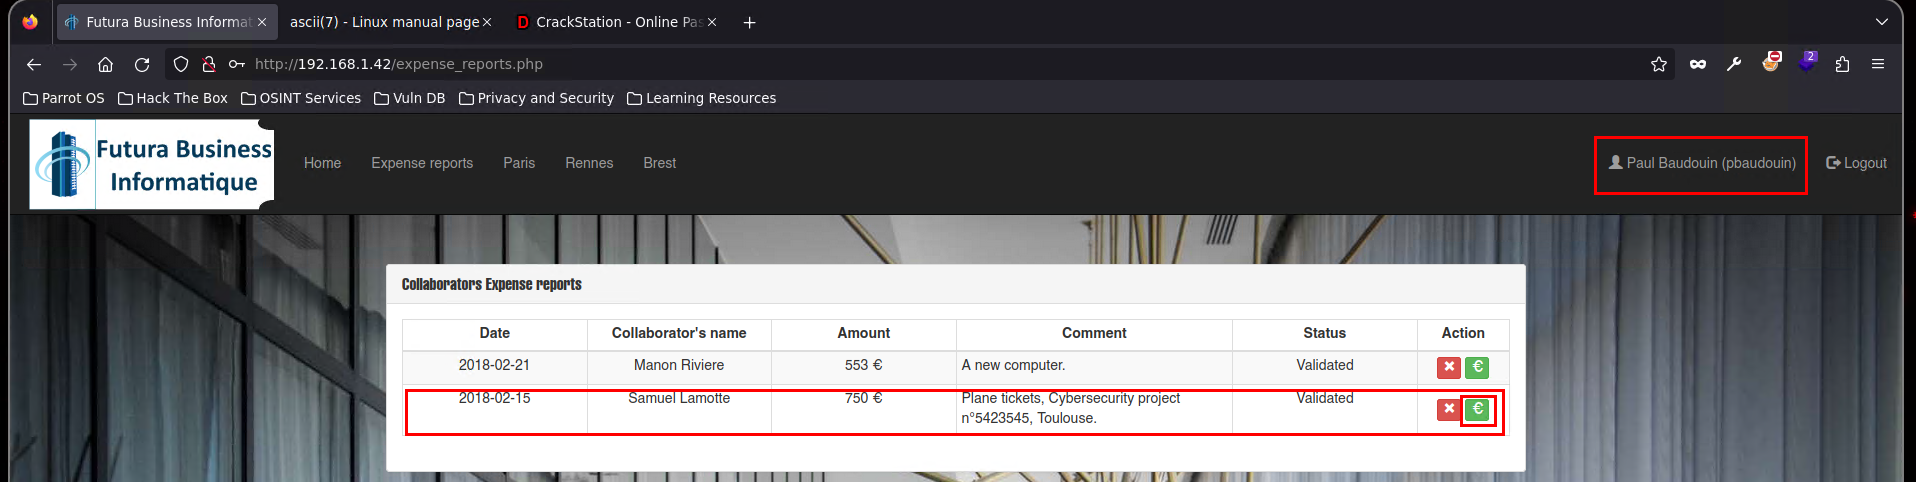 Futura Business Informat
ascii(7) - Linux manual page
CrackStation - Online Pas
http://192.168.1.42/expense_reports.php
2
Parrot OS Hack The Box OSINT Services Vuln DB Privacy and Security Learning Resources
Futura Business
Informatique
Home Expense reports Paris Rennes Brest Paul Baudouin (pbaudouin) Logout
Collaborators Expense reports
Date Collaborator's name Amount Comment Status Action
2018-02-21 Manon Riviere 553 € A new computer. Validated €
2018-02-15 Samuel Lamotte 750 € Plane tickets, Cybersecurity project Validated €
n°5423545, Toulouse.